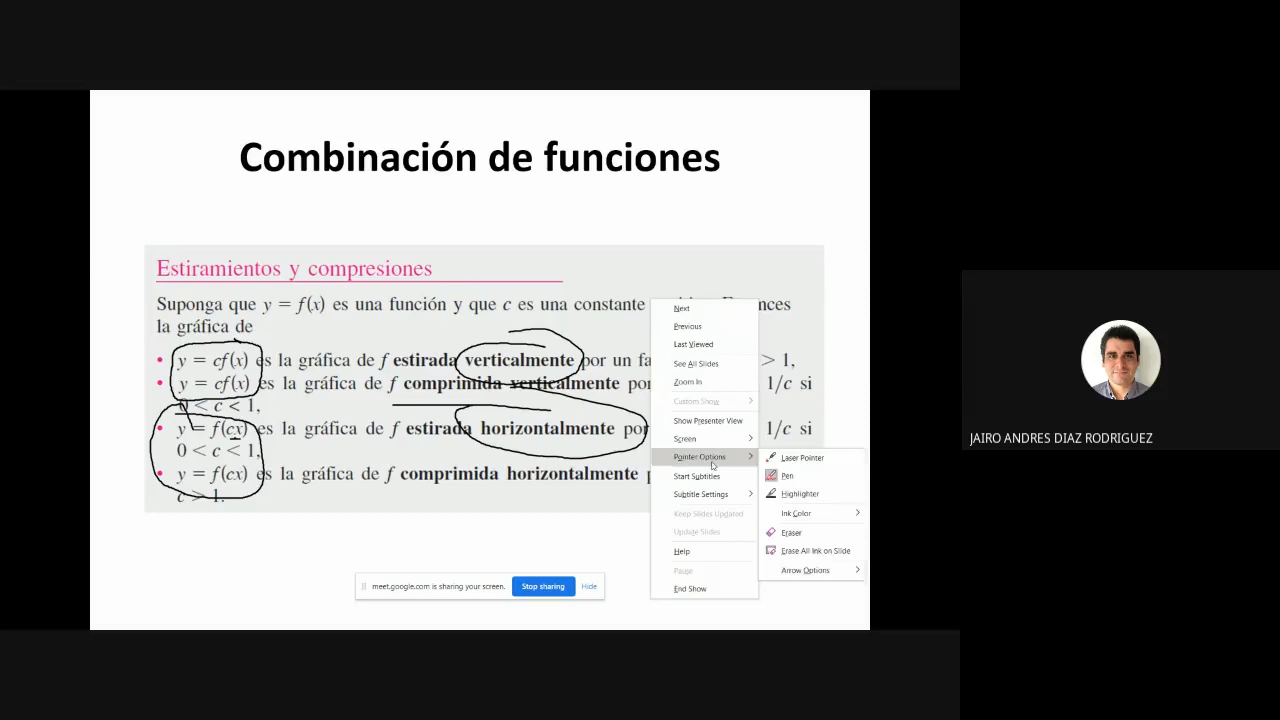 Combinación de funciones
Estiramientos y compresiones
Suponga que y = f(x) es una función y que c es una constante nces
la gráfica de
• y = cf(x) es la gráfica de f estirada verticalmente por un fa > 1,
• y = cf(x) es la gráfica de f comprimida verticalmente por 1/c si
0 < c < 1,
• y = f(cx) es la gráfica de f estirada horizontalmente por 1/c si
0 < c < 1,
• y = f(cx) es la gráfica de f comprimida horizontalmente
c > 1.
Next
Previous
Last Viewed
See All Slides
Zoom In
Custom Show
Show Presenter View
Screen
Pointer Options
Start Subtitles
Subtitle Settings
Keep Slides Updated
Update Slides
Help
Pause
End Show
Laser Pointer
Pen
Highlighter
Ink Color
Eraser
Erase All Ink on Slide
Arrow Options
meet.google.com is sharing your screen. Stop sharing Hide
JAIRO ANDRES DIAZ RODRIGUEZ